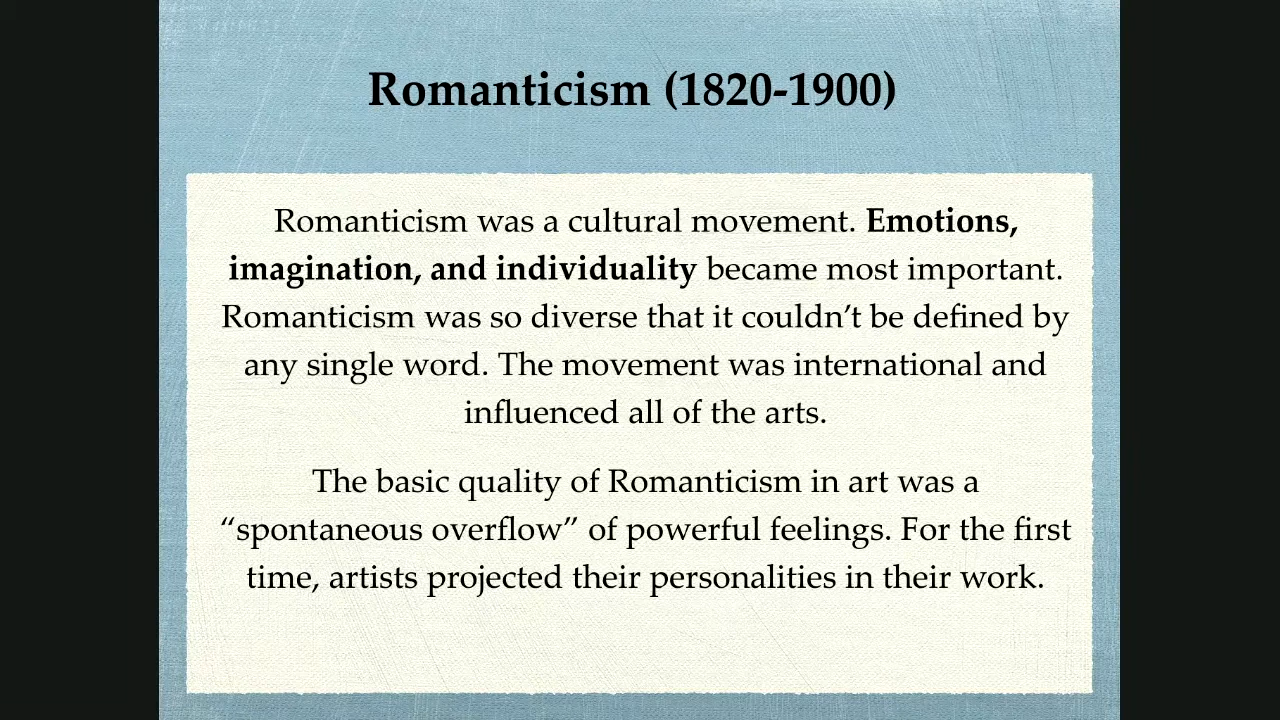 Romanticism (1820-1900)
Romanticism was a cultural movement. Emotions,
imagination, and individuality became most important.
Romanticism was so diverse that it couldn’t be defined by
any single word. The movement was international and
influenced all of the arts.
The basic quality of Romanticism in art was a
“spontaneous overflow” of powerful feelings. For the first
time, artists projected their personalities in their work.